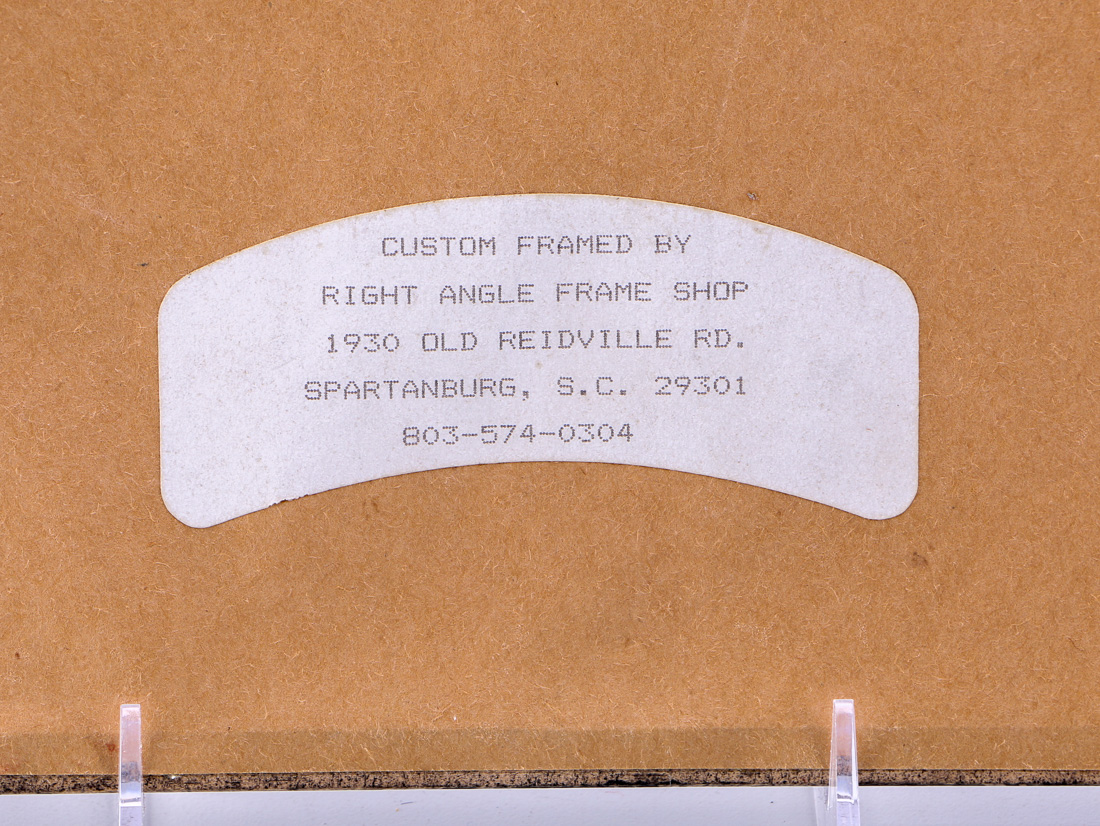 CUSTOM FRAMED BY
RIGHT ANGLE FRAME SHOP
1930 OLD REIDVILLE RD.
SPARTANBURG, S.C. 29301
803-574-0304